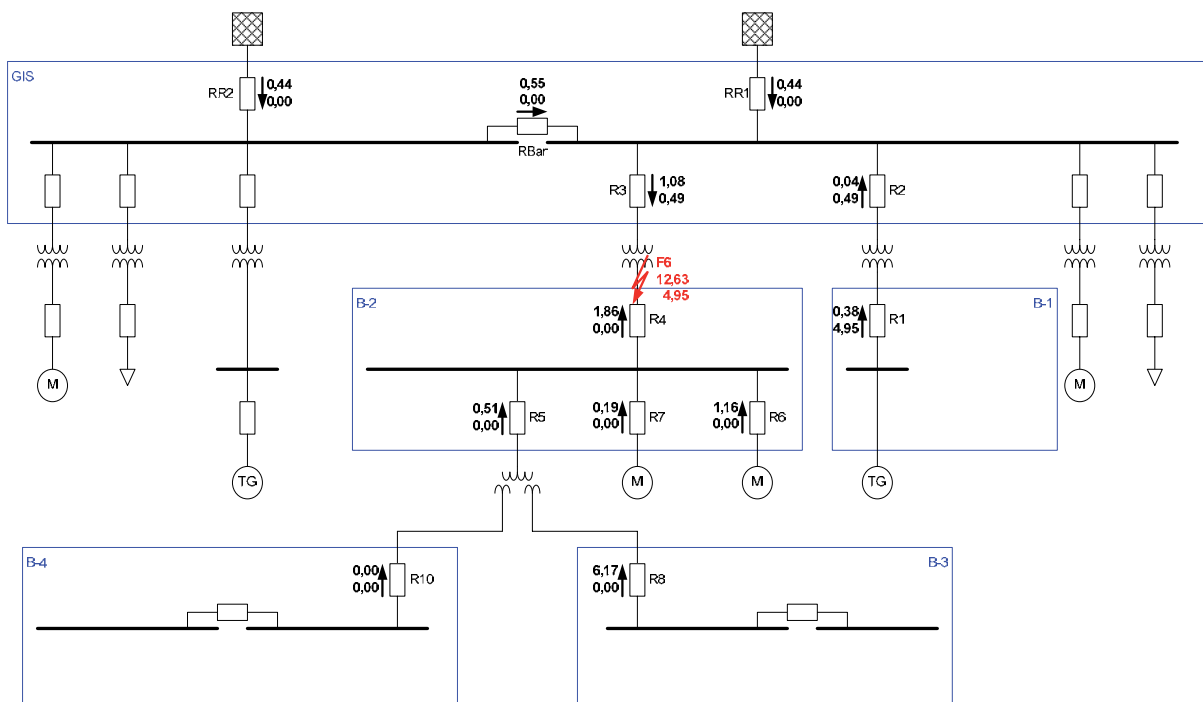 GIS
RR2
0,44
0,00
0,55
0,00
RBar
RR1
0,44
0,00
R3
1,08
0,49
0,04
0,49
R2
F6
12,63
4,95
B-2
1,86
0,00
R4
B-1
0,38
4,95
R1
M
0,51
0,00
R5
0,19
0,00
R7
1,16
0,00
R6
M
TG
M
M
TG
B-4
0,00
0,00
R10
6,17
0,00
R8
B-3